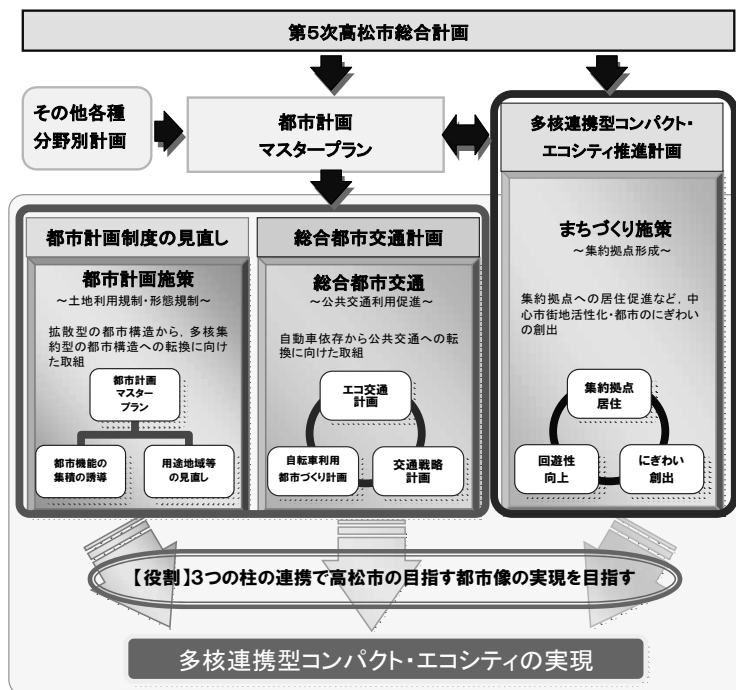 第5次高松市総合計画
その他各種
分野別計画
都市計画
マスタープラン
多核連携型コンパクト・
エコシティ推進計画
都市計画制度の見直し
都市計画施策
～土地利用規制・形態規制～
拡散型の都市構造から，多核集
約型の都市構造への転換に向け
た取組
都市計画
マスター
プラン
都市機能の
集積の誘導
用途地域等
の見直し
総合都市交通計画
総合都市交通
～公共交通利用促進～
自動車依存から公共交通への転
換に向けた取組
エコ交通
計画
自転車利用
都市づくり計画
交通戦略
計画
まちづくり施策
～集約拠点形成～
集約拠点への居住促進など，中
心市街地活性化・都市のにぎわい
の創出
集約拠点
居住
回遊性
向上
にぎわい
創出
【役割】3つの柱の連携で高松市の目指す都市像の実現を目指す
多核連携型コンパクト・エコシティの実現